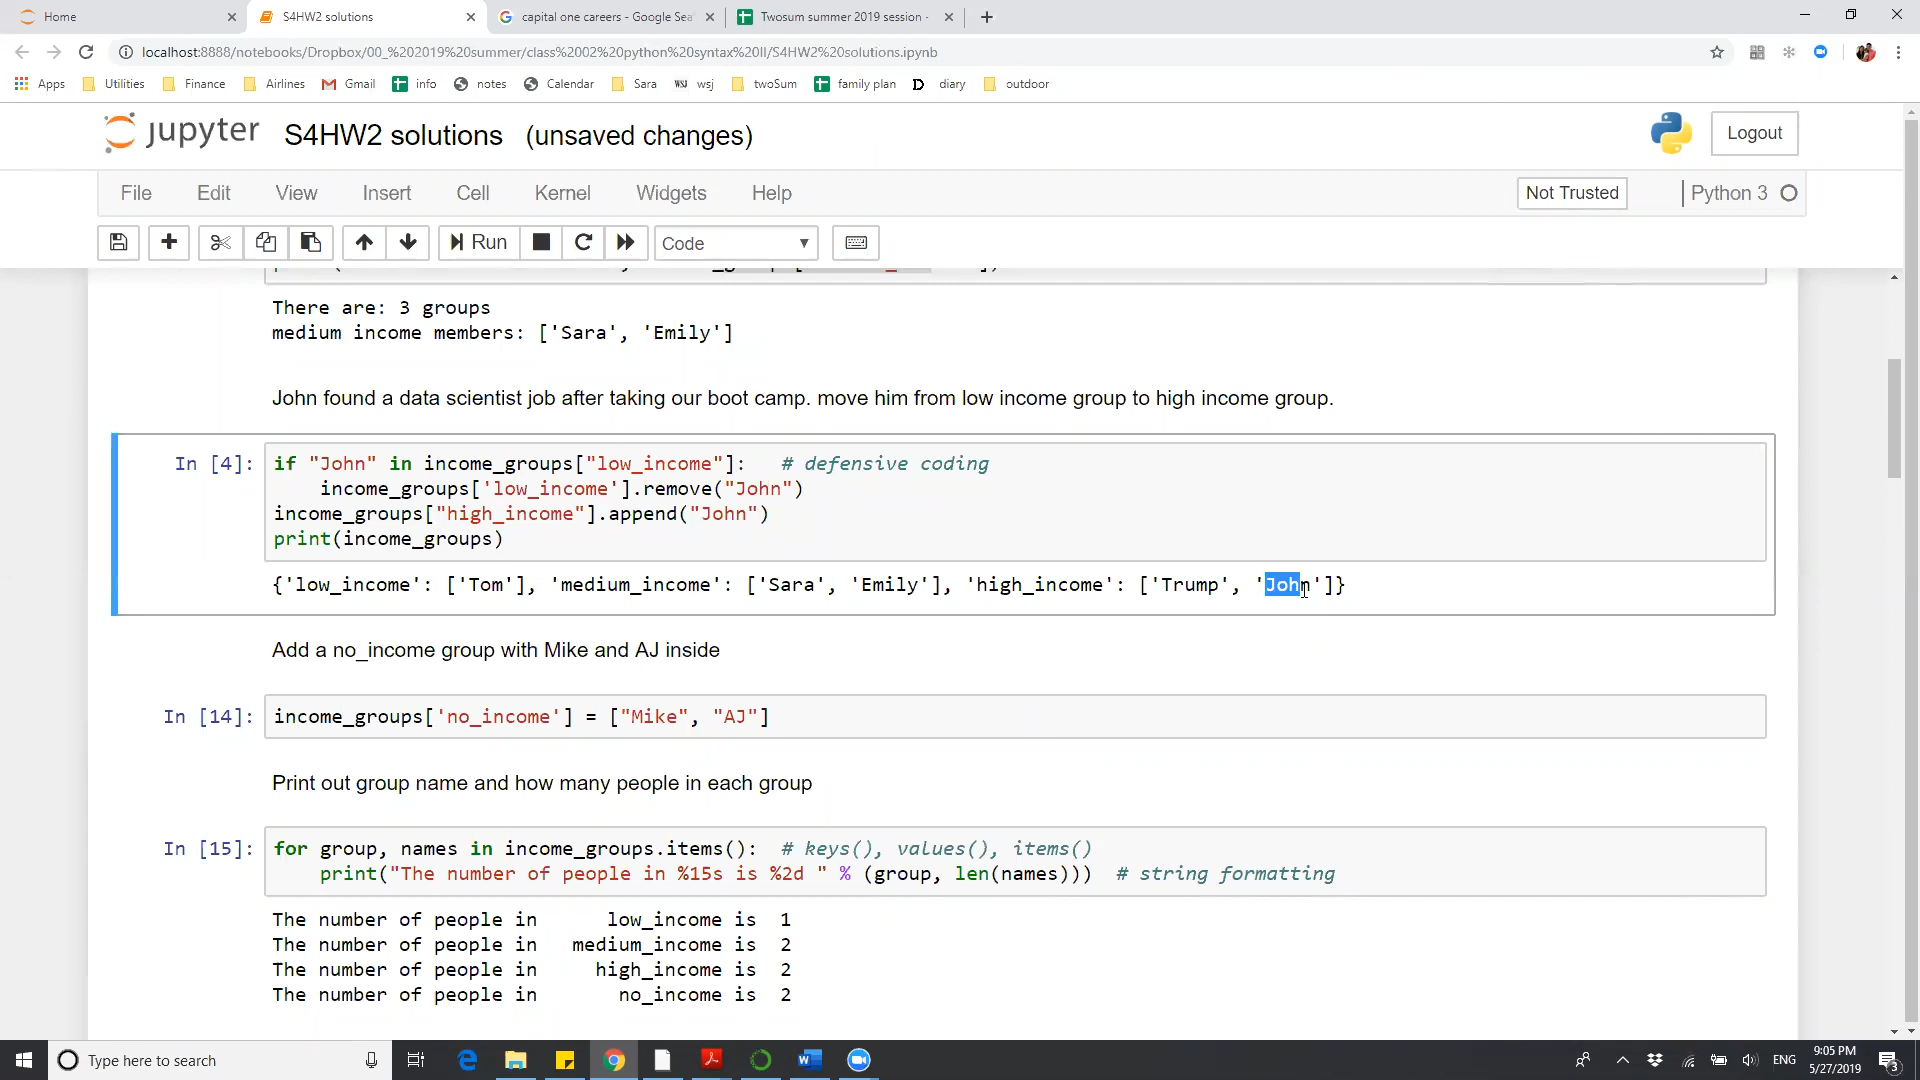 Home
S4HW2 solutions
capital one careers - Google Sea
Twosum summer 2019 session -
localhost:8888/notebooks/Dropbox/00_%202019%20summer/class%2002%20python%20syntax%20II/S4HW2%20solutions.ipynb
Apps Utilities Finance Airlines Gmail info notes Calendar Sara WSJ wsj twoSum family plan D diary outdoor
jupyter S4HW2 solutions (unsaved changes)
Logout
File Edit View Insert Cell Kernel Widgets Help
Not Trusted Python 3
Run Code
There are: 3 groups
medium income members: ['Sara', 'Emily']
John found a data scientist job after taking our boot camp. move him from low income group to high income group.
In [4]: if "John" in income_groups["low_income"]: # defensive coding
income_groups['low_income'].remove("John")
income_groups["high_income"].append("John")
print(income_groups)
{'low_income': ['Tom'], 'medium_income': ['Sara', 'Emily'], 'high_income': ['Trump', 'John']}
Add a no_income group with Mike and AJ inside
In [14]: income_groups['no_income'] = ["Mike", "AJ"]
Print out group name and how many people in each group
In [15]: for group, names in income_groups.items(): # keys(), values(), items()
print("The number of people in %15s is %2d " % (group, len(names))) # string formatting
The number of people in low_income is 1
The number of people in medium_income is 2
The number of people in high_income is 2
The number of people in no_income is 2
Type here to search
ENG
9:05 PM
5/27/2019
3